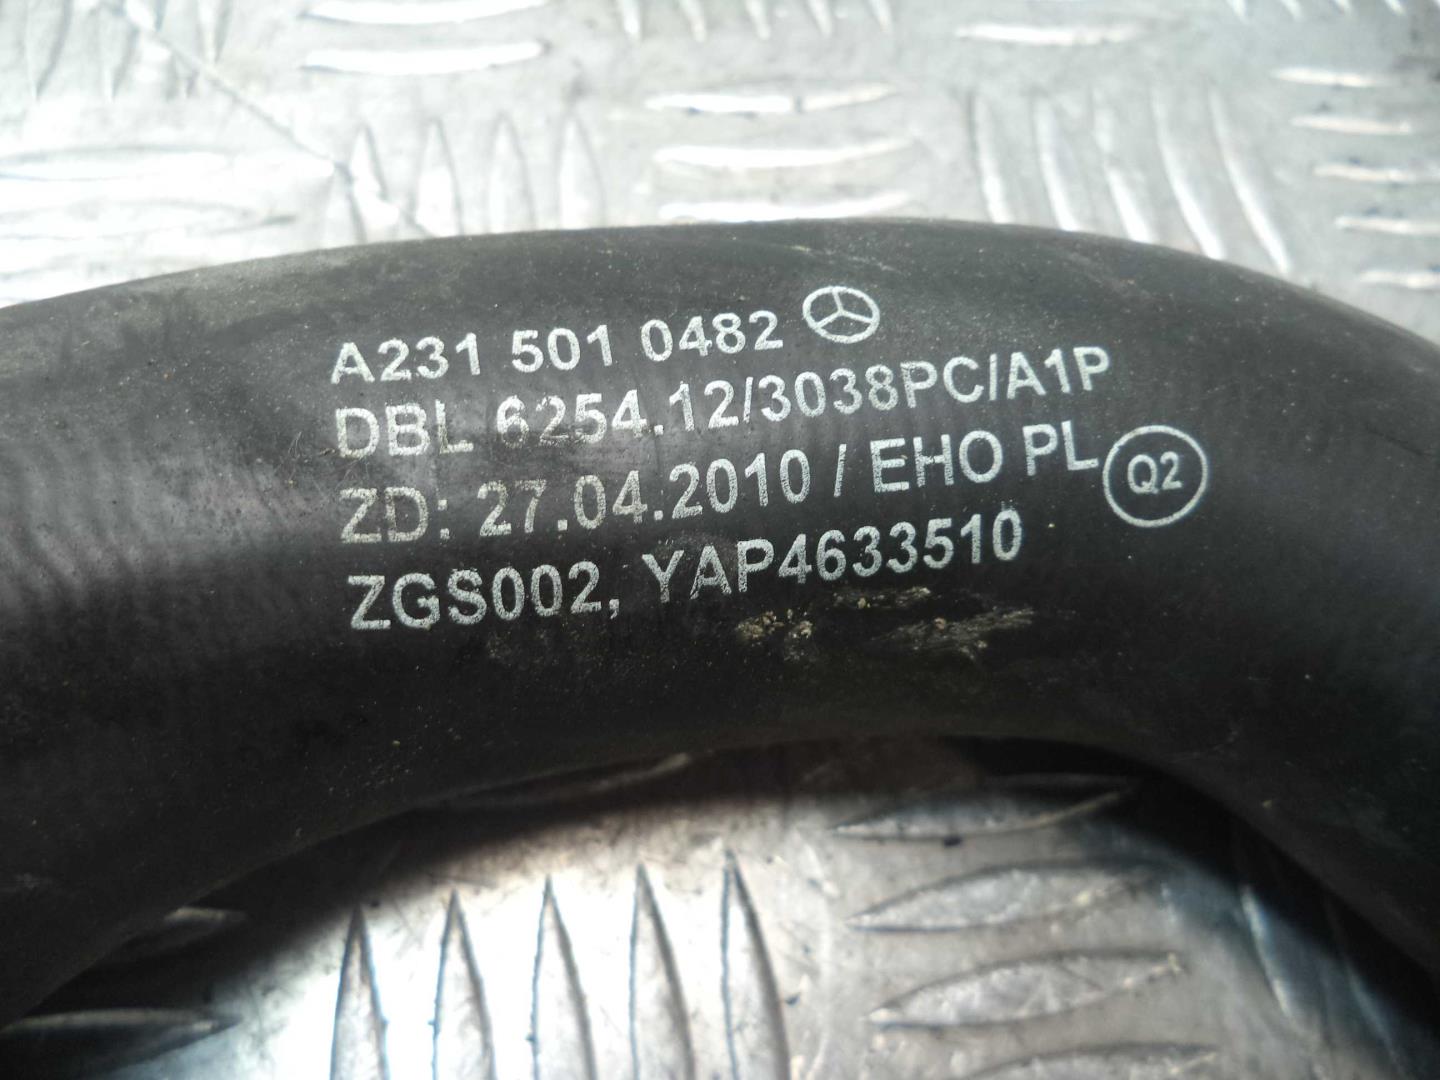 A231 501 0482
DBL 6254.12/3038PC/A1P
ZD: 27.04.2010 / EHO PL Q2
ZGS002, YAP4633510